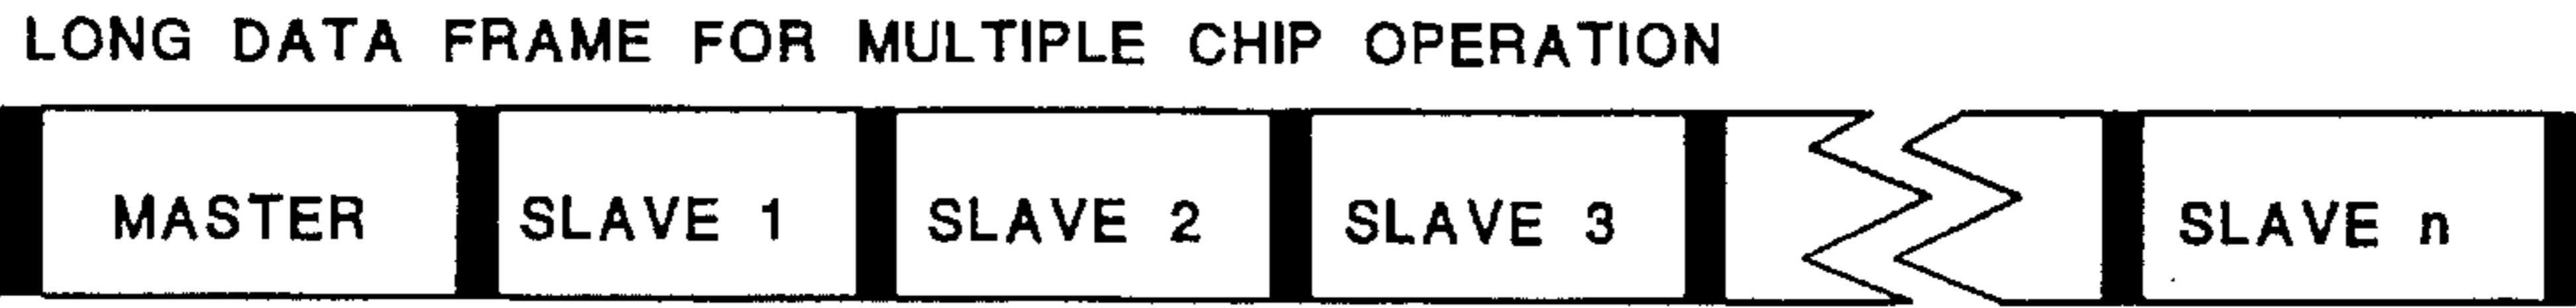 LONG DATA FRAME FOR MULTIPLE CHIP OPERATION
MASTER SLAVE 1 SLAVE 2 SLAVE 3 SLAVE n